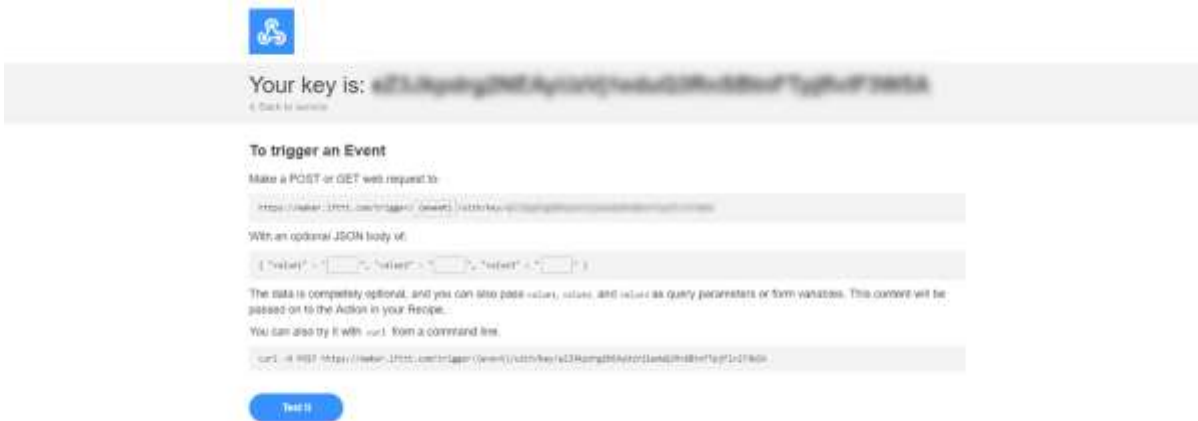 Your key is:
Back to service
To trigger an Event
Make a POST or GET web request to:
https://maker.ifttt.com/trigger/ {event} /with/key/
With an optional JSON body of:
{ "value1" : " ", "value2" : " ", "value3" : " " }
The data is completely optional, and you can also pass value1, value2, and value3 as query parameters or form variables. This content will be
passed on to the Action in your Recipe.
You can also try it with curl from a command line.
curl -X POST https://maker.ifttt.com/trigger/{event}/with/key/
Test It